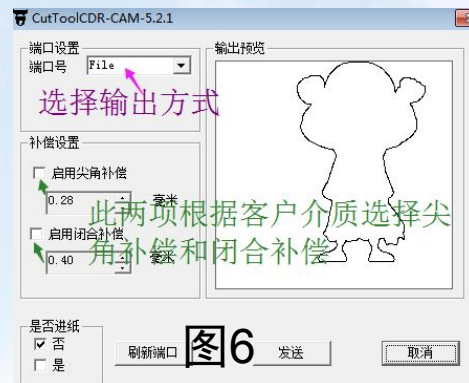 CutToolCDR-CAM-5.2.1
端口设置
端口号 File
选择输出方式
输出预览
补偿设置
启用尖角补偿
0.28 毫米
启用闭合补偿
0.40 毫米
此两项根据客户介质选择尖
角补偿和闭合补偿
是否进纸
否
是
刷新端口
图6
发送
取消